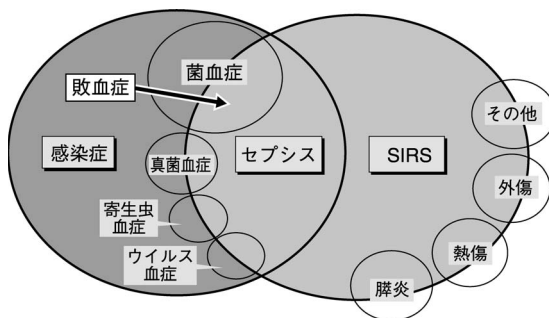 菌血症
敗血症
その他
感染症
真菌血症
セプシス
SIRS
外傷
寄生虫
血症
ウイルス
血症
熱傷
膵炎